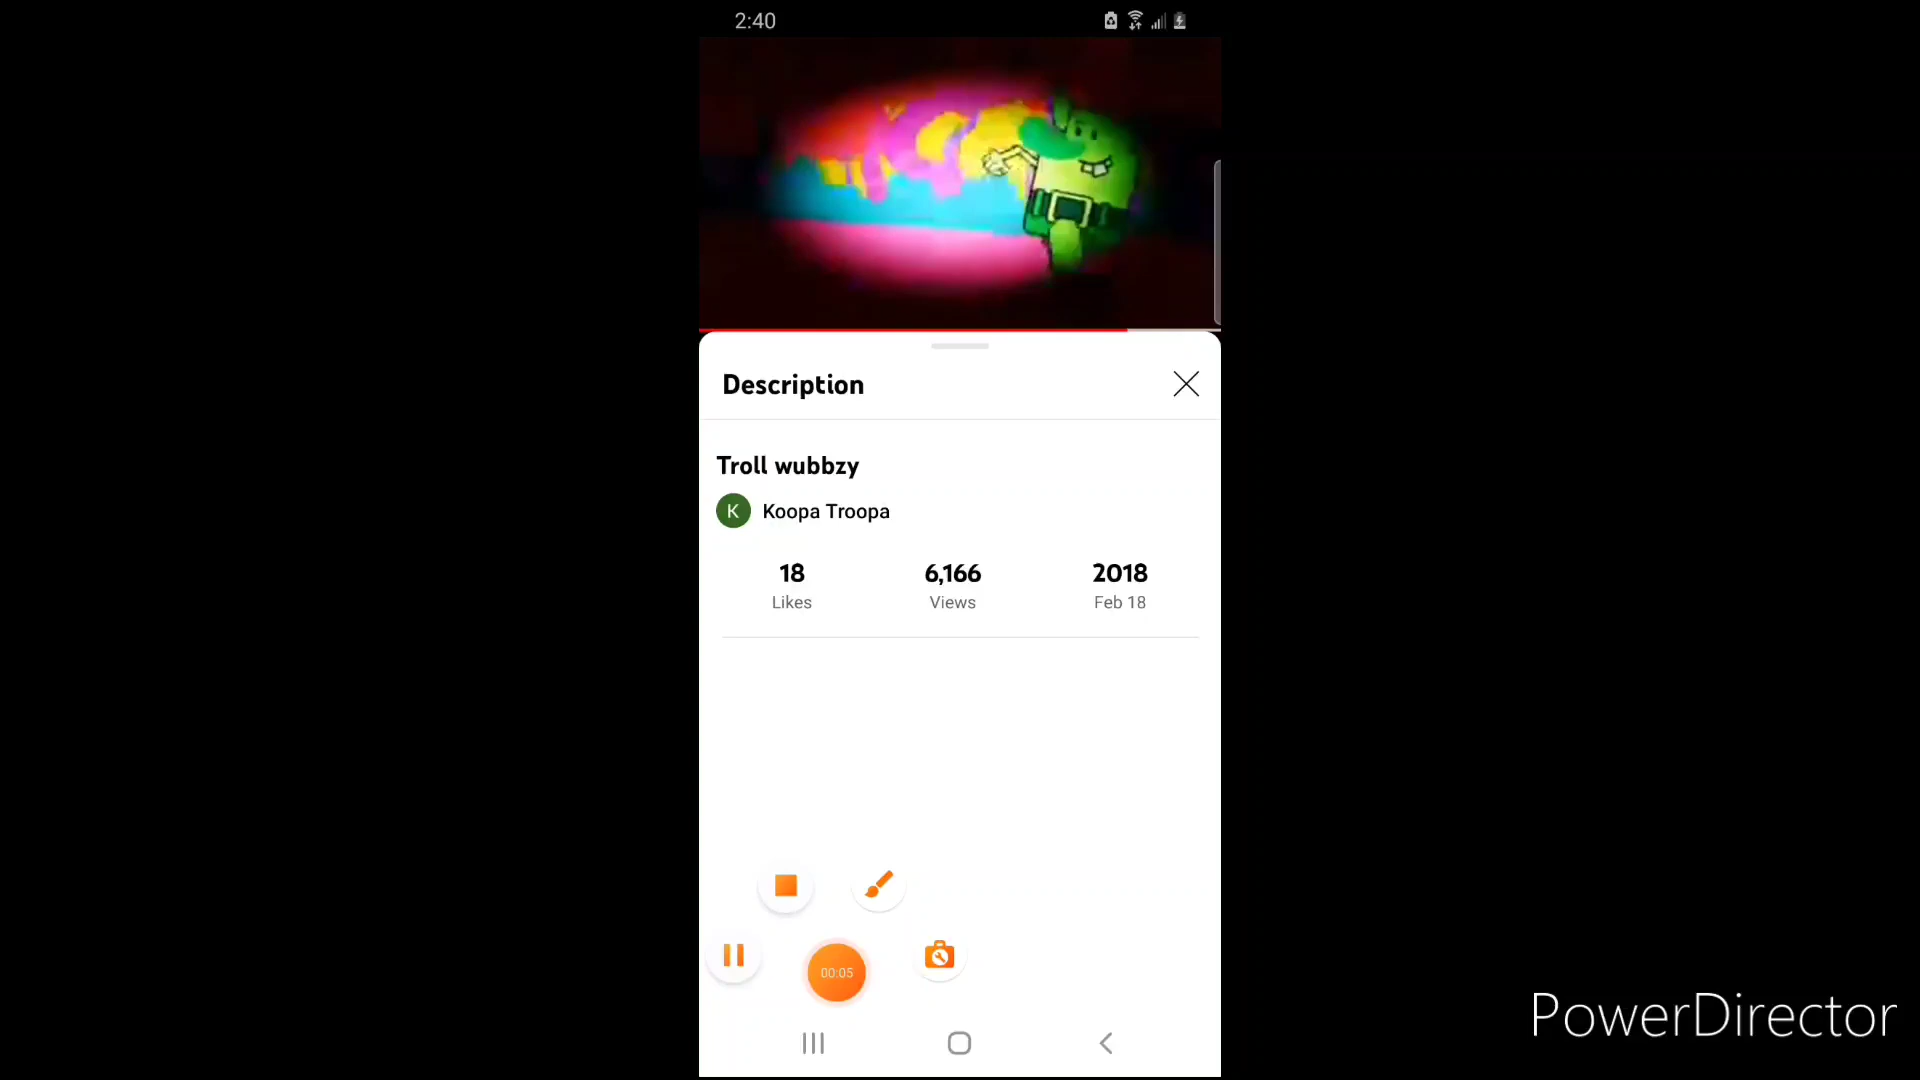 2:40
Description
Troll wubbzy
K
Koopa Troopa
18
6,166
2018
Likes
Views
Feb 18
00:05
PowerDirector